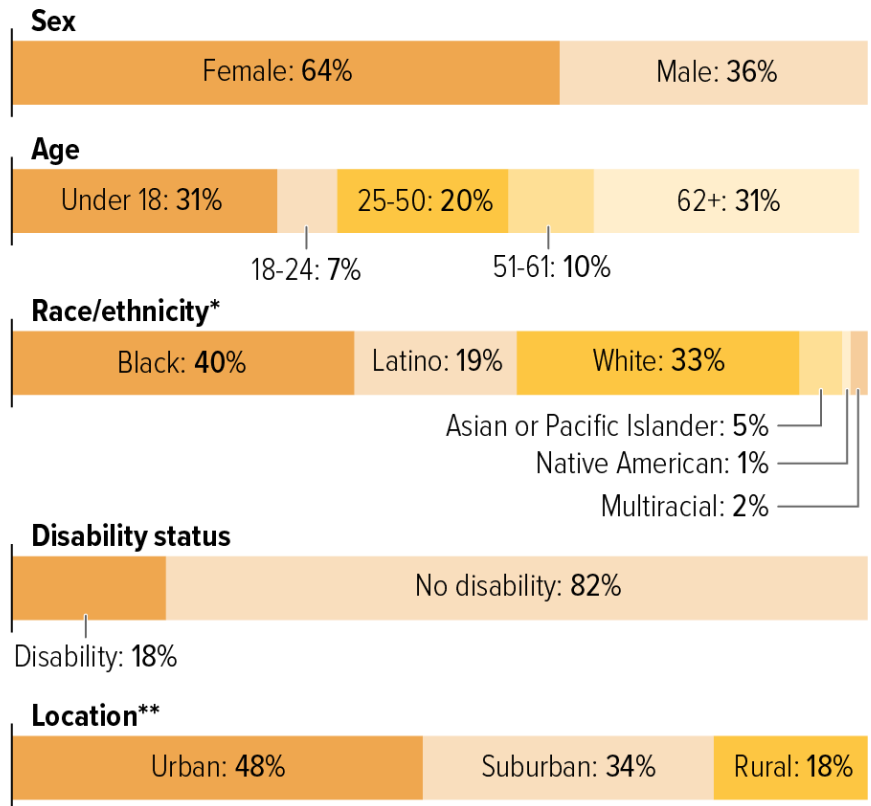 Sex
Female: 64%
Male: 36%
Age
Under 18: 31%
25-50: 20%
62+: 31%
18-24: 7%
51-61: 10%
Race/ethnicity*
Black: 40%
Latino: 19%
White: 33%
Asian or Pacific Islander: 5%
Native American: 1%
Multiracial: 2%
Disability status
No disability: 82%
Disability: 18%
Location**
Urban: 48%
Suburban: 34%
Rural: 18%